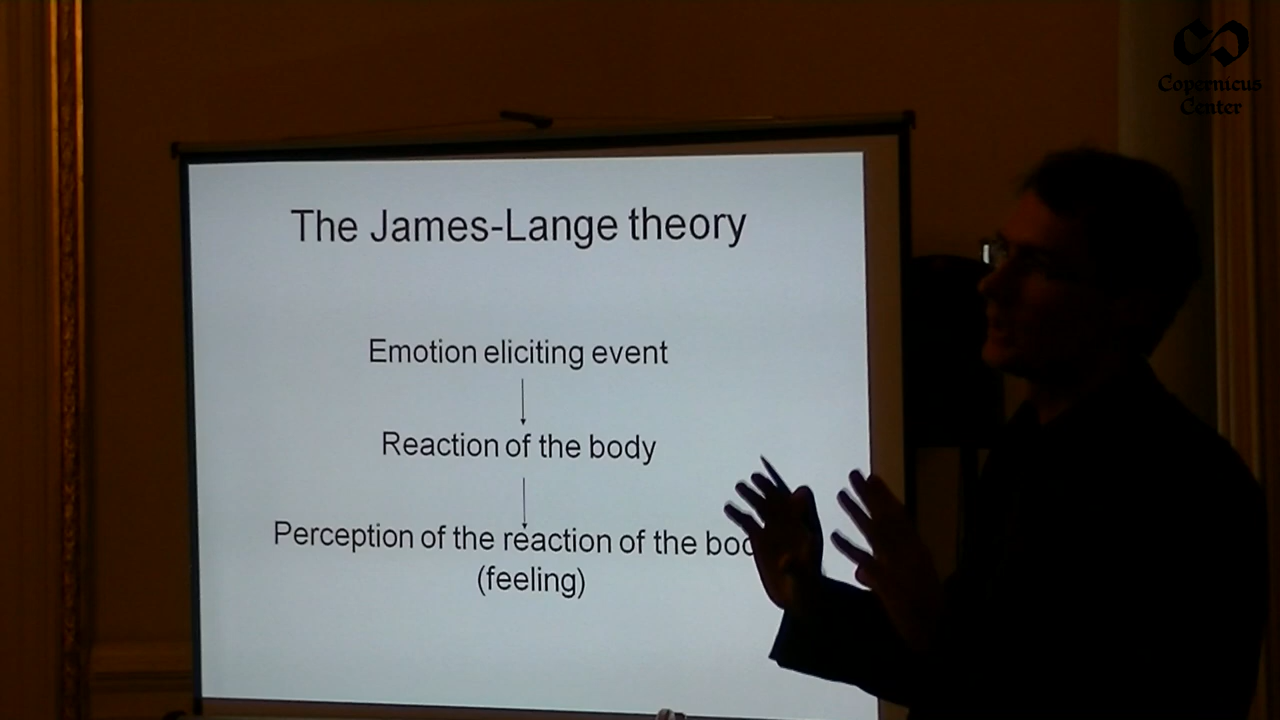 Copernicus
Center
The James-Lange theory
Emotion eliciting event
Reaction of the body
Perception of the reaction of the
(feeling)